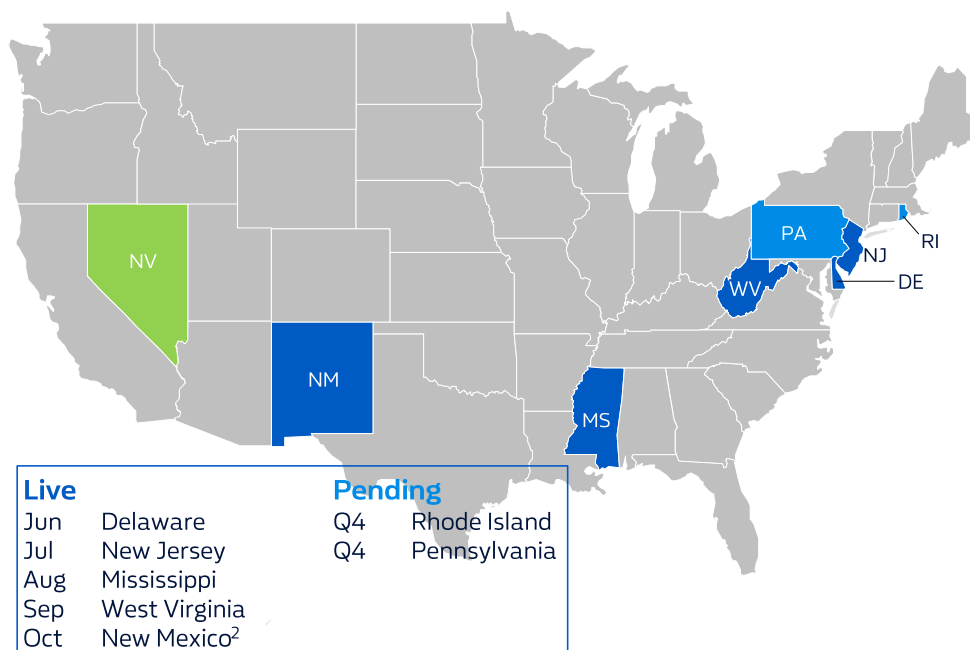 NV
PA
RI
NJ
WV
DE
NM
MS
Live Pending
Jun Delaware Q4 Rhode Island
Jul New Jersey Q4 Pennsylvania
Aug Mississippi
Sep West Virginia
Oct New Mexico²